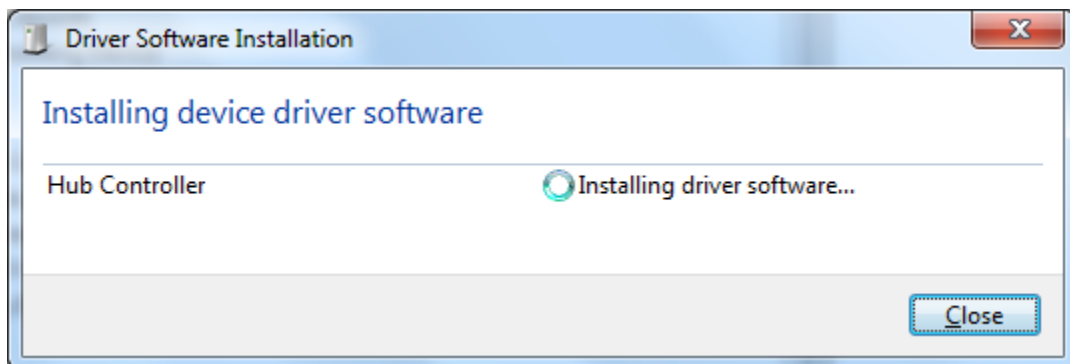 Driver Software Installation
Installing device driver software
Hub Controller Installing driver software...
Close